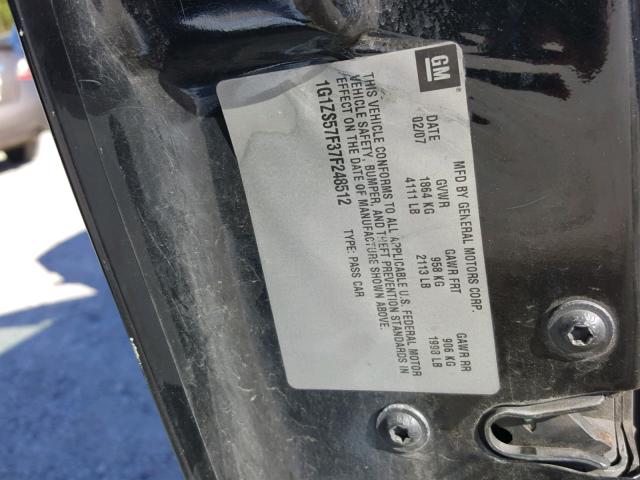 GM
MFD BY GENERAL MOTORS CORP.
DATE GVWR GAWR FRT GAWR RR
02/07 1864 KG 958 KG 906 KG
4111 LB 2113 LB 1998 LB
THIS VEHICLE CONFORMS TO ALL APPLICABLE U.S. FEDERAL MOTOR
VEHICLE SAFETY, BUMPER, AND THEFT PREVENTION STANDARDS IN
EFFECT ON THE DATE OF MANUFACTURE SHOWN ABOVE.
1G1ZS57F37F248512 TYPE: PASS CAR